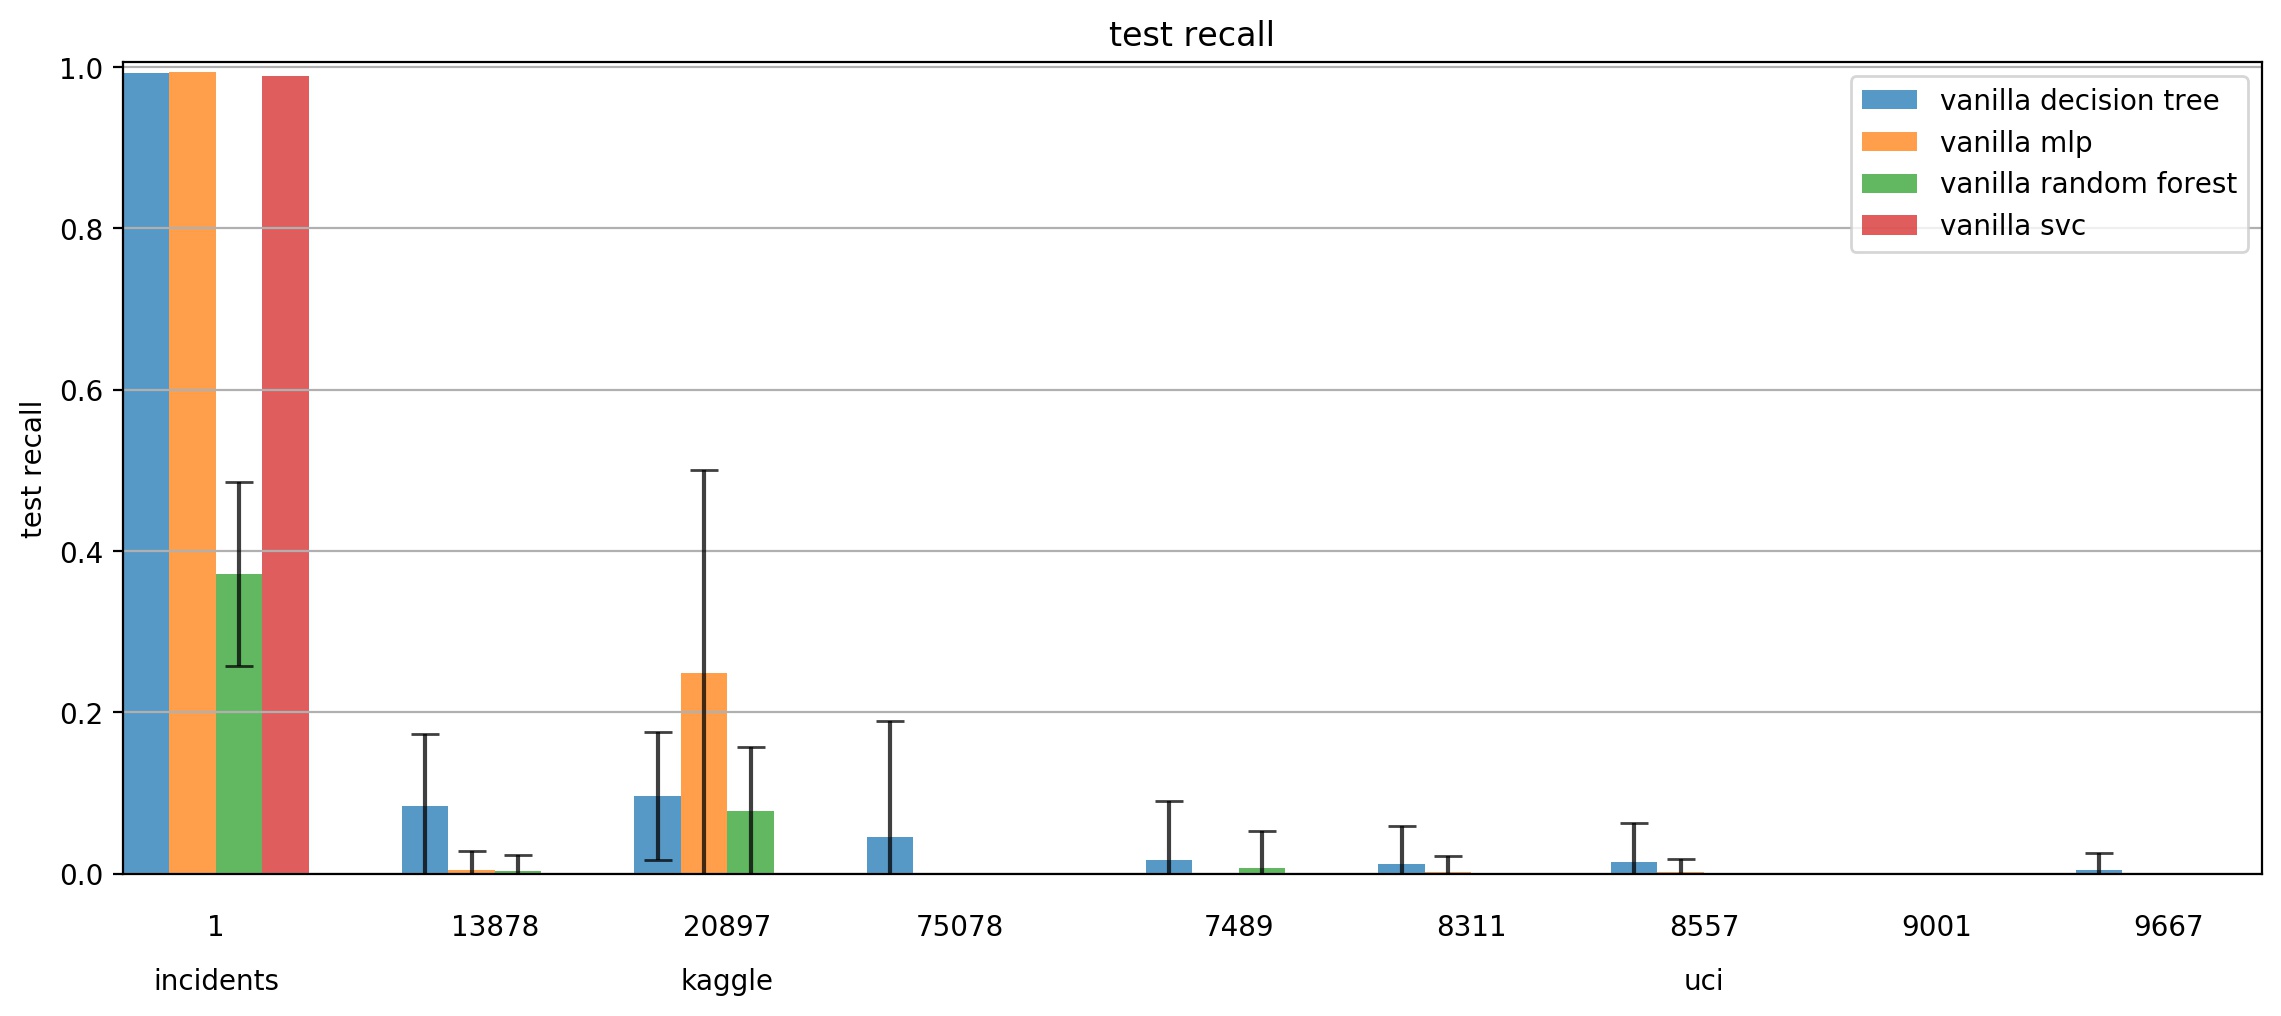 test recall
test recall
1.0
0.8
0.6
0.4
0.2
0.0
vanilla decision tree
vanilla mlp
vanilla random forest
vanilla svc
1 13878 20897 75078 7489 8311 8557 9001 9667
incidents kaggle uci